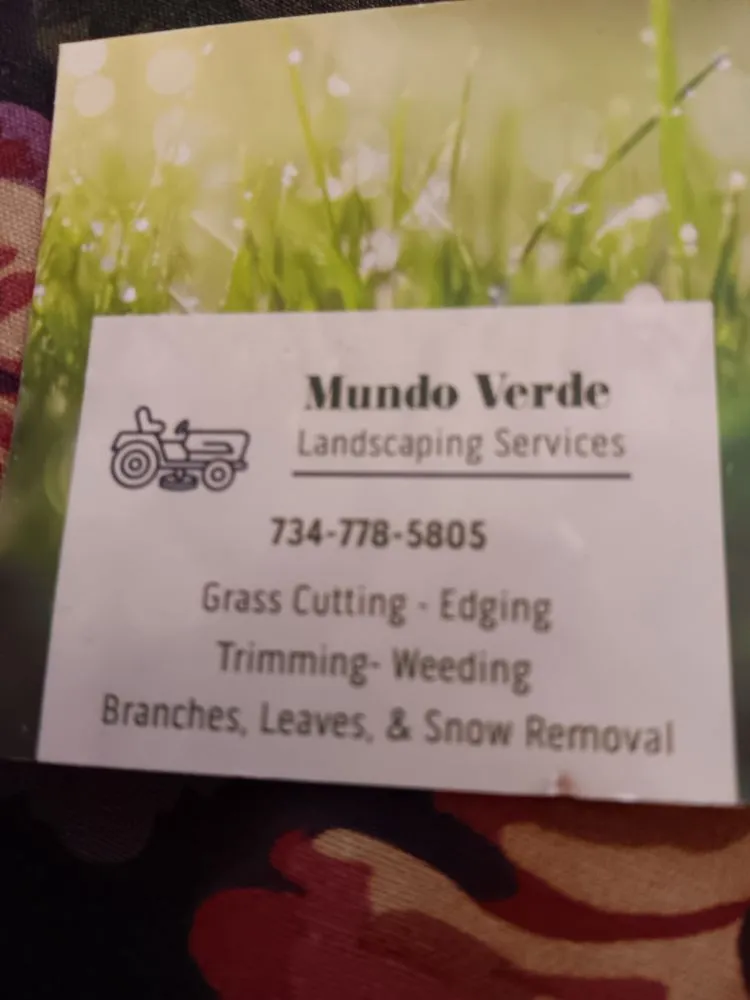 Mundo Verde
Landscaping Services
734-778-5805
Grass Cutting - Edging
Trimming- Weeding
Branches, Leaves, & Snow Removal